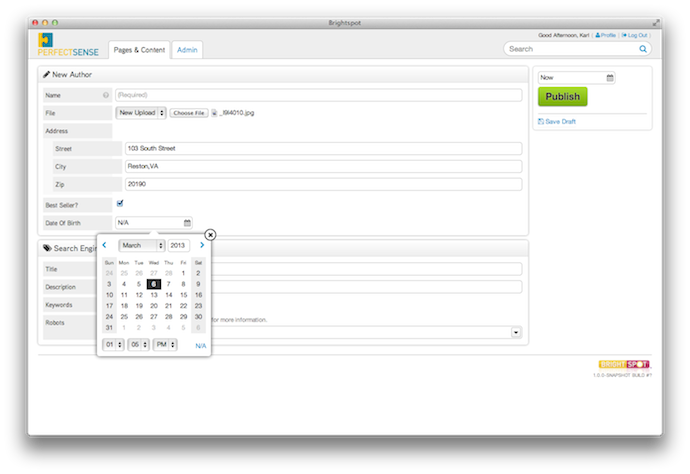 Brightspot
Good Afternoon, Karl | Profile | Log Out |
PERFECTSENSE
Pages & Content
Admin
Search
New Author
Now
Publish
Save Draft
Name
(Required)
File
New Upload
Choose File
_I9I4010.jpg
Address
Street
103 South Street
City
Reston,VA
Zip
20190
Best Seller?
Date Of Birth
N/A
Search Engi
March 2013
Title
Sun Mon Tue Wed Thu Fri Sat
24 25 26 27 28 1 2
Description
3 4 5 6 7 8 9
10 11 12 13 14 15 16
Keywords
17 18 19 20 21 22 23
24 25 26 27 28 29 30
Robots
for more information.
31 1 2 3 4 5 6
01 05 PM N/A
BRIGHTSPOT
1.0.0-SNAPSHOT BUILD #1